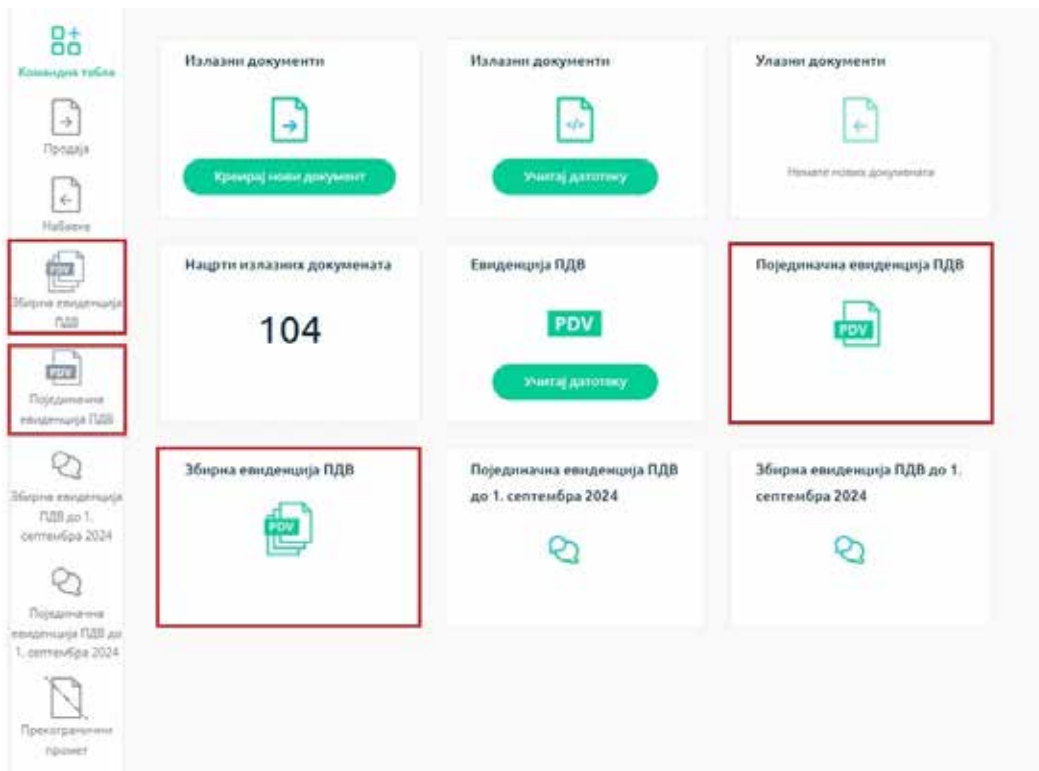 Командна табла
Продаја
Набавке
PDV
Збирна евиденција
ПДВ
PDV
Појединачна
евиденција ПДВ
Збирна евиденција
ПДВ до 1.
септембра 2024
Појединачна
евиденција ПДВ до
1. септембра 2024
Прекогранични
промет
Излазни документи
Креирај нови документ
Излазни документи
</>
Учитај датотеку
Улазни документи
Немате нових докумената
Нацрти излазних докумената
104
Евиденција ПДВ
PDV
Учитај датотеку
Појединачна евиденција ПДВ
PDV
Збирна евиденција ПДВ
PDV
Појединачна евиденција ПДВ
до 1. септембра 2024
Збирна евиденција ПДВ до 1.
септембра 2024